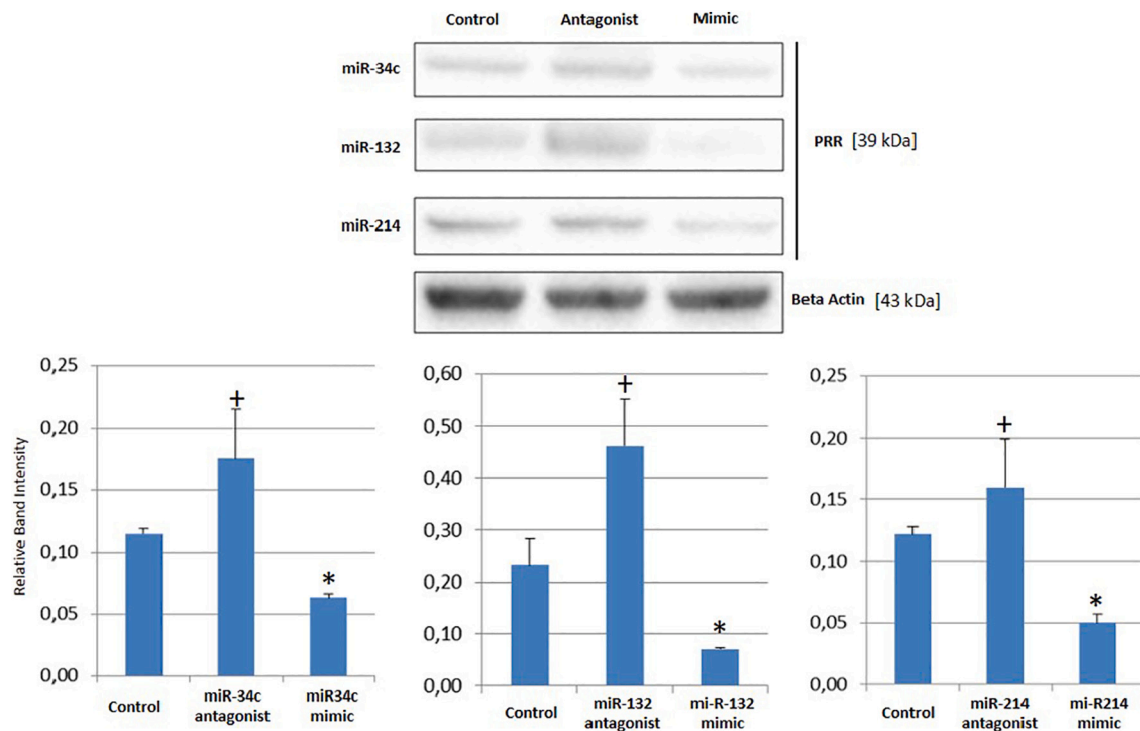 Control Antagonist Mimic
miR-34c
miR-132
PRR [39 kDa]
miR-214
Beta Actin [43 kDa]
Relative Band Intensity
0,25
0,20
0,15
0,10
0,05
0,00
+
*
Control
miR-34c
antagonist
miR34c
mimic
0,60
0,50
0,40
0,30
0,20
0,10
0,00
+
*
Control
miR-132
antagonist
mi-R-132
mimic
0,25
0,20
0,15
0,10
0,05
0,00
+
*
Control
miR-214
antagonist
mi-R214
mimic